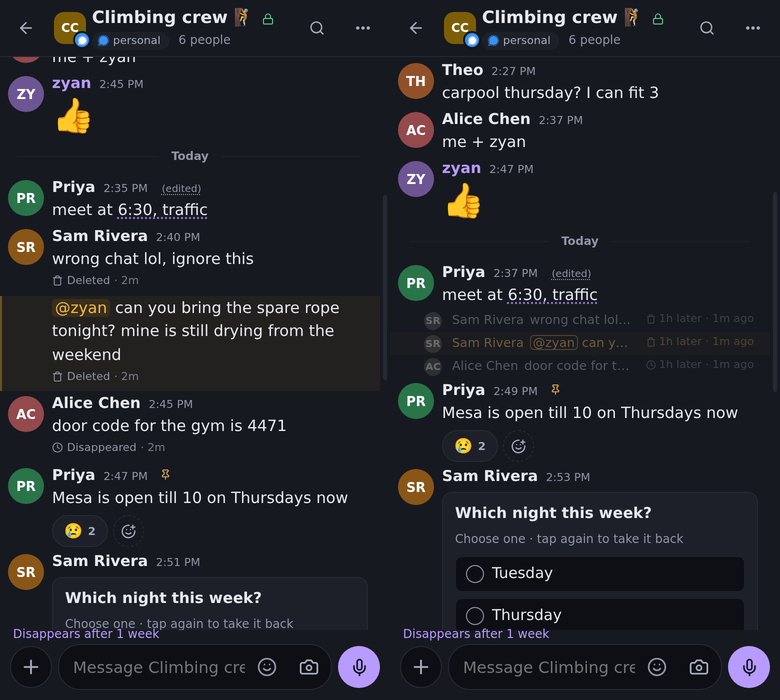 CC
Climbing crew
personal 6 people
me + zyan
ZY
zyan 2:45 PM
Today
PR
Priya 2:35 PM (edited)
meet at 6:30, traffic
SR
Sam Rivera 2:40 PM
wrong chat lol, ignore this
Deleted · 2m
@zyan can you bring the spare rope
tonight? mine is still drying from the
weekend
Deleted · 2m
AC
Alice Chen 2:45 PM
door code for the gym is 4471
Disappeared · 2m
PR
Priya 2:47 PM
Mesa is open till 10 on Thursdays now
2
SR
Sam Rivera 2:51 PM
Which night this week?
Choose one · tap again to take it back
Disappears after 1 week
Message Climbing cre
CC
Climbing crew
personal 6 people
TH
Theo 2:27 PM
carpool thursday? I can fit 3
AC
Alice Chen 2:37 PM
me + zyan
ZY
zyan 2:47 PM
Today
PR
Priya 2:37 PM (edited)
meet at 6:30, traffic
SR Sam Rivera wrong chat lol... 1h later · 1m ago
SR Sam Rivera @zyan can y... 1h later · 1m ago
AC Alice Chen door code for t... 1h later · 1m ago
PR
Priya 2:49 PM
Mesa is open till 10 on Thursdays now
2
SR
Sam Rivera 2:53 PM
Which night this week?
Choose one · tap again to take it back
Tuesday
Thursday
Disappears after 1 week
Message Climbing cre